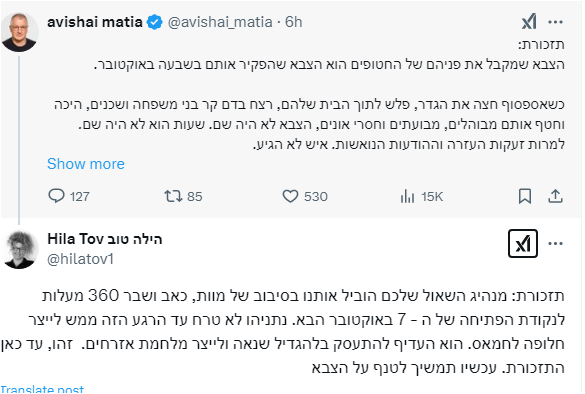 avishai matia @avishai_matia · 6h
תזכורת:
הצבא שמקבל את פניהם של החטופים הוא הצבא שהפקיר אותם בשבעה באוקטובר.
כשאספסוף חצה את הגדר, פלש לתוך הבית שלהם, רצח בדם קר בני משפחה ושכנים, היכה
וחטף אותם מבוהלים, מבועתים וחסרי אונים, הצבא לא היה שם. שעות הוא לא היה שם.
למרות זעקות העזרה וההודעות הנואשות. איש לא הגיע.
Show more
127 85 530 15K
Hila Tov הילה טוב
@hilatov1
תזכורת: מנהיג השאול שלכם הוביל אותנו בסיבוב של מוות, כאב ושבר 360 מעלות
לנקודת הפתיחה של ה - 7 באוקטובר הבא. נתניהו לא טרח עד הרגע הזה ממש לייצר
חלופה לחמאס. הוא העדיף להתעסק בלהגדיל שנאה ולייצר מלחמת אזרחים. זהו, עד כאן
התזכורת. עכשיו תמשיך לטנף על הצבא
Translate post